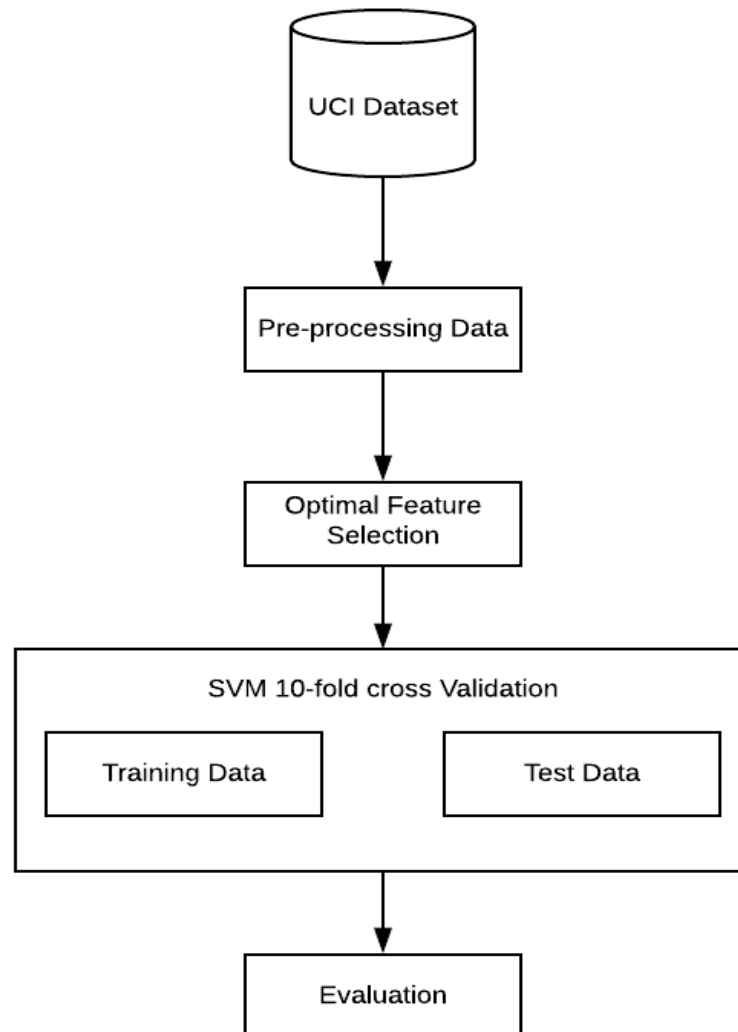 UCI Dataset
Pre-processing Data
Optimal Feature
Selection
SVM 10-fold cross Validation
Training Data
Test Data
Evaluation